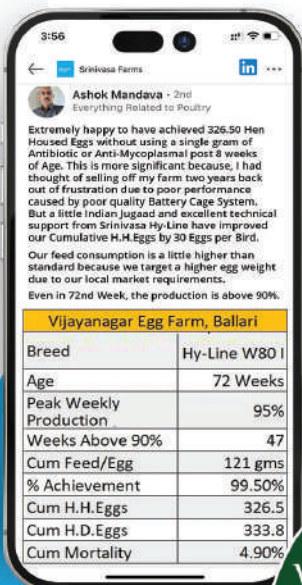 3:56
Srinivasa Farms
in
Ashok Mandava · 2nd
Everything Related to Poultry
Extremely happy to have achieved 326.50 Hen
Housed Eggs without using a single gram of
Antibiotic or Anti-Mycoplasmal post 8 weeks
of Age. This is more significant because, I had
thought of selling off my farm two years back
out of frustration due to poor performance
caused by poor quality Battery Cage System.
But a little Indian Jugaad and excellent technical
support from Srinivasa Hy-Line have improved
our Cumulative H.H.Eggs by 30 Eggs per Bird.
Our feed consumption is a little higher than
standard because we target a higher egg weight
due to our local market requirements.
Even in 72nd Week, the production is above 90%.
Vijayanagar Egg Farm, Ballari
Breed Hy-Line W80 I
Age 72 Weeks
Peak Weekly
Production 95%
Weeks Above 90% 47
Cum Feed/Egg 121 gms
% Achievement 99.50%
Cum H.H.Eggs 326.5
Cum H.D.Eggs 333.8
Cum Mortality 4.90%